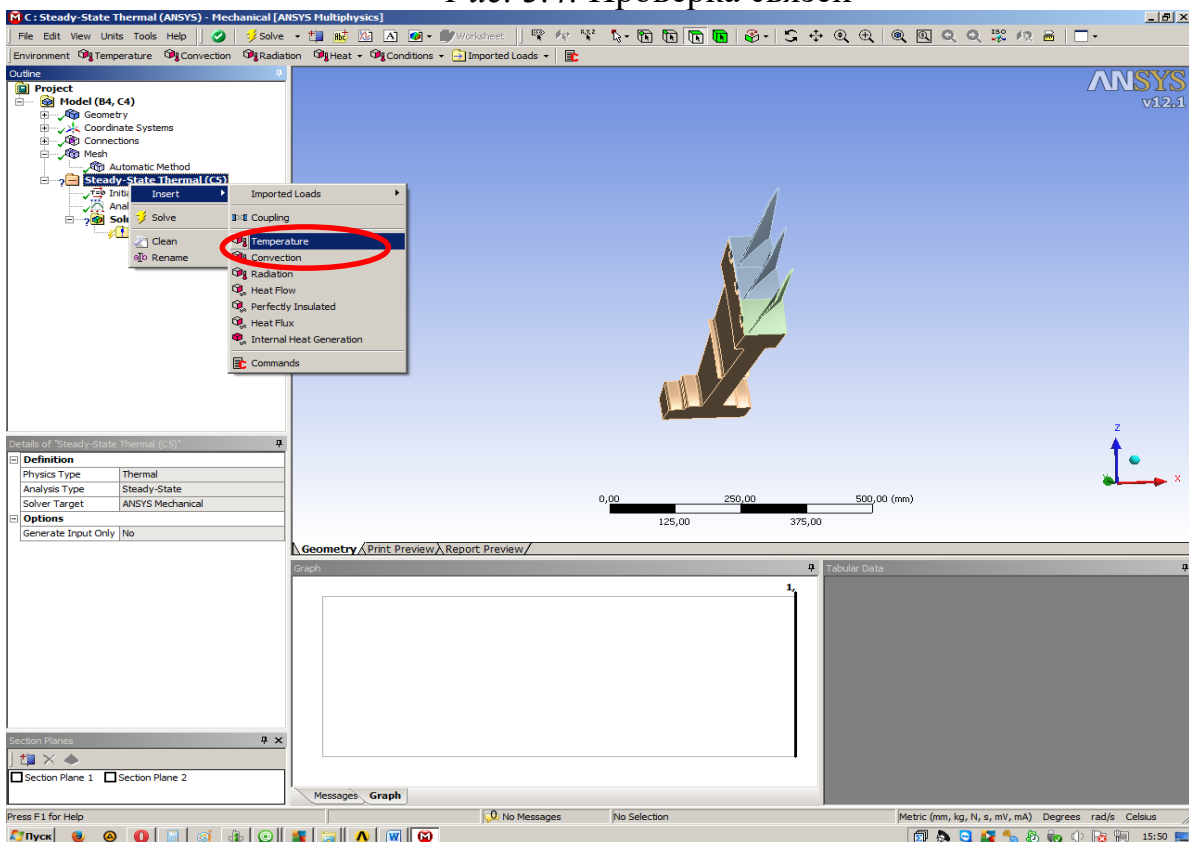 Рис. 3.4. Проверка связей
C : Steady-State Thermal (ANSYS) - Mechanical [ANSYS Multiphysics]
File Edit View Units Tools Help Solve Worksheet
Environment Temperature Convection Radiation Heat Conditions Imported Loads
Outline
Project
Model (B4, C4)
Geometry
Coordinate Systems
Connections
Mesh
Automatic Method
Steady-State Thermal (C5)
Initia
Anal
Solu
Insert
Solve
Clean
Rename
Imported Loads
Coupling
Temperature
Convection
Radiation
Heat Flow
Perfectly Insulated
Heat Flux
Internal Heat Generation
Commands
ANSYS
v12.1
Z
X
0,00 250,00 500,00 (mm)
125,00 375,00
Details of "Steady-State Thermal (C5)"
Definition
Physics Type Thermal
Analysis Type Steady-State
Solver Target ANSYS Mechanical
Options
Generate Input Only No
Geometry Print Preview Report Preview
Graph
1,
Tabular Data
Section Planes
Section Plane 1 Section Plane 2
Messages Graph
Press F1 for Help No Messages No Selection Metric (mm, kg, N, s, mV, mA) Degrees rad/s Celsius
Пуск 15:50